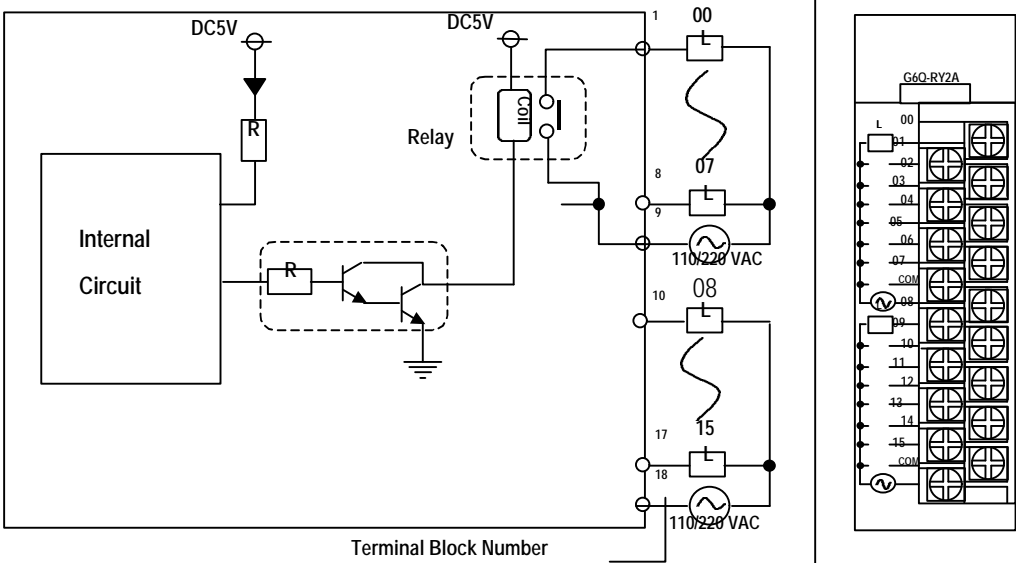 DC5V
R
Internal
Circuit
R
DC5V
Coil
Relay
1
00
L
8
07
L
9
110/220 VAC
10
08
L
17
15
L
18
110/220 VAC
Terminal Block Number
G6Q-RY2A
L
00
01
02
03
04
05
06
07
COM
L
08
09
10
11
12
13
14
15
COM